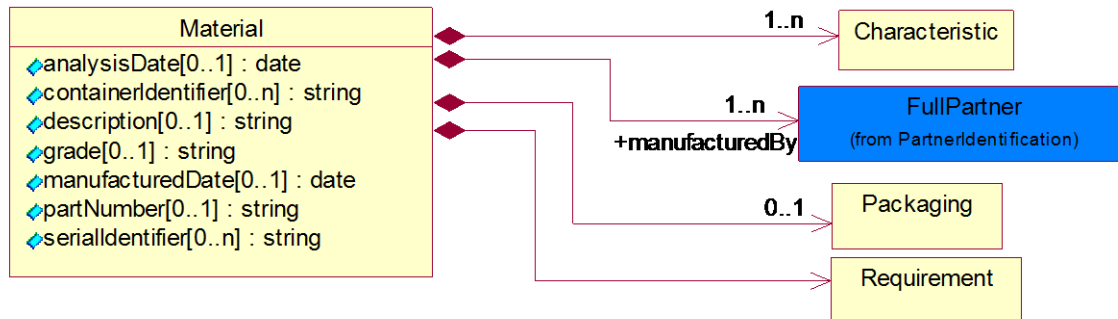 Material
analysisDate[0..1] : date
containerIdentifier[0..n] : string
description[0..1] : string
grade[0..1] : string
manufacturedDate[0..1] : date
partNumber[0..1] : string
serialIdentifier[0..n] : string
1..n
Characteristic
1..n
+manufacturedBy
FullPartner
(from PartnerIdentification)
0..1
Packaging
Requirement